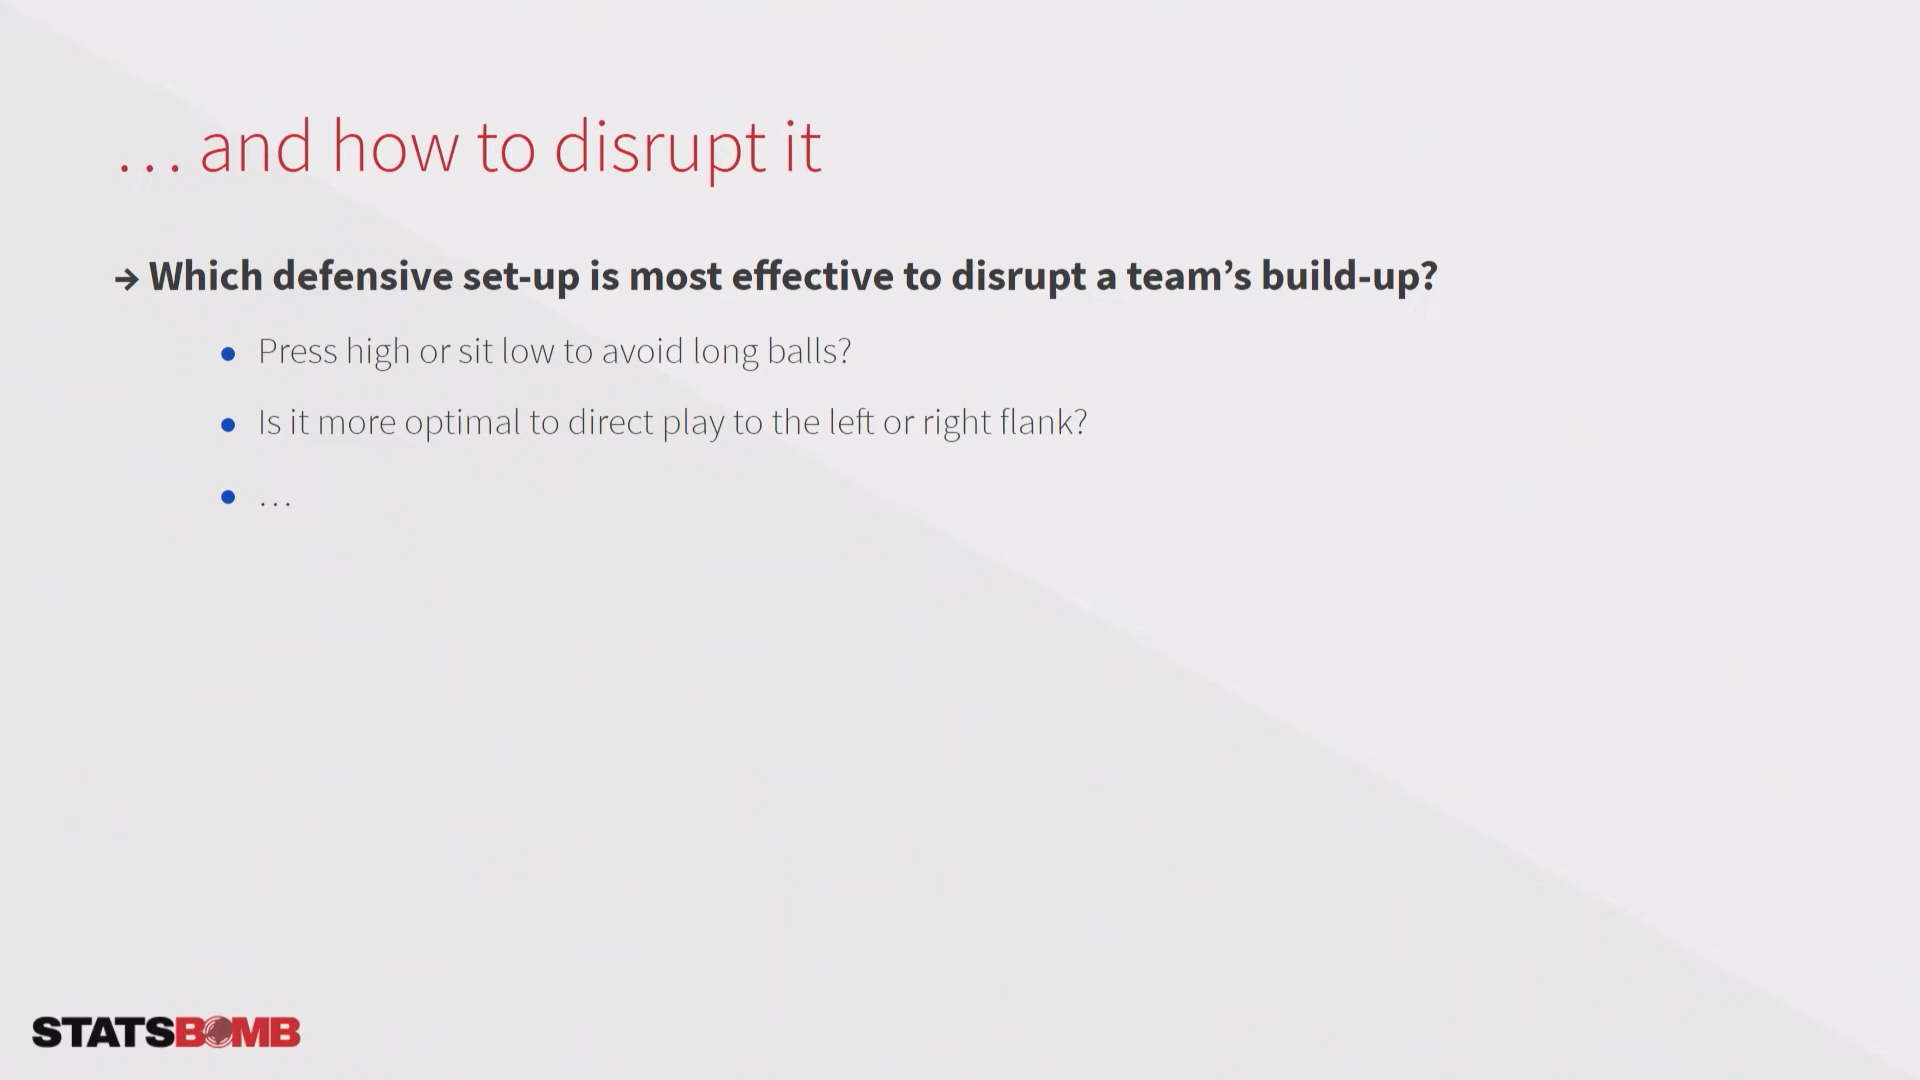 … and how to disrupt it
→ Which defensive set-up is most effective to disrupt a team’s build-up?
● Press high or sit low to avoid long balls?
● Is it more optimal to direct play to the left or right flank?
● …
STATSBOMB